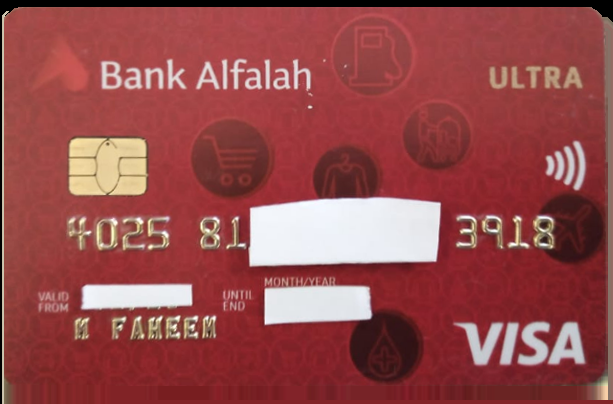 Bank Alfalah
ULTRA
4025 81 3918
MONTH/YEAR
VALID FROM
UNTIL END
M FAHEEM
VISA